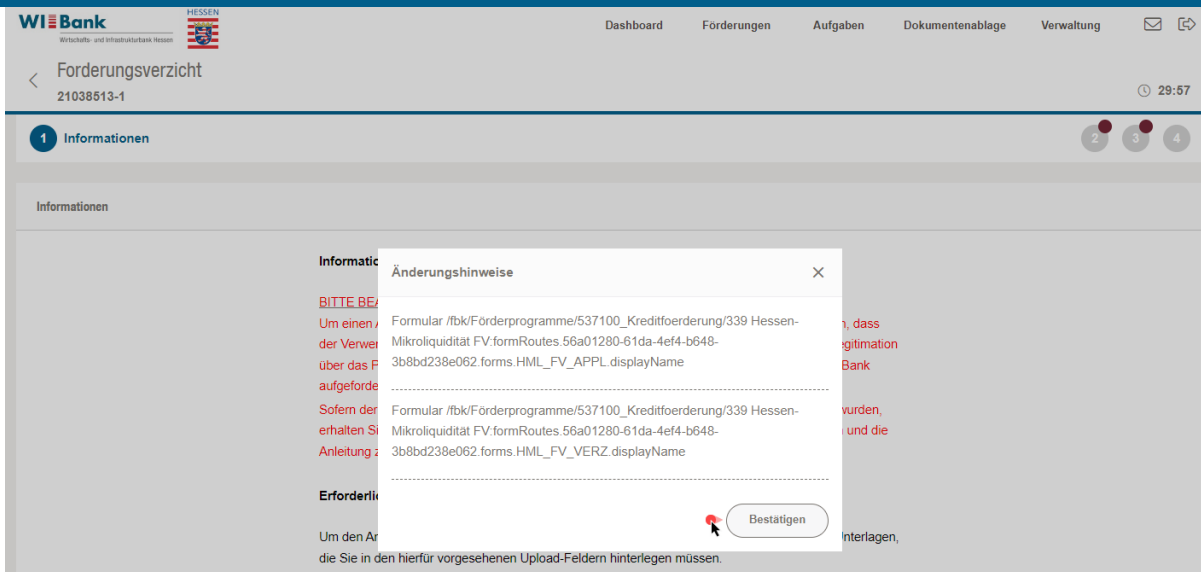 HESSEN
WIBank
Wirtschafts- und Infrastrukturbank Hessen
Dashboard Förderungen Aufgaben Dokumentenablage Verwaltung
Forderungsverzicht
21038513-1
29:57
1 Informationen 2 3 4
Informationen
Informatio
Änderungshinweise
BITTE BEA
Um einen A n, dass
der Verwer egitimation
über das P Bank
aufgeforde
Sofern der wurden,
erhalten Si und die
Anleitung z
Formular /fbk/Förderprogramme/537100_Kreditfoerderung/339 Hessen-
Mikroliquidität FV:formRoutes.56a01280-61da-4ef4-b648-
3b8bd238e062.forms.HML_FV_APPL.displayName
Formular /fbk/Förderprogramme/537100_Kreditfoerderung/339 Hessen-
Mikroliquidität FV:formRoutes.56a01280-61da-4ef4-b648-
3b8bd238e062.forms.HML_FV_VERZ.displayName
Bestätigen
Erforderlic
Um den An Unterlagen,
die Sie in den hierfür vorgesehenen Upload-Feldern hinterlegen müssen.